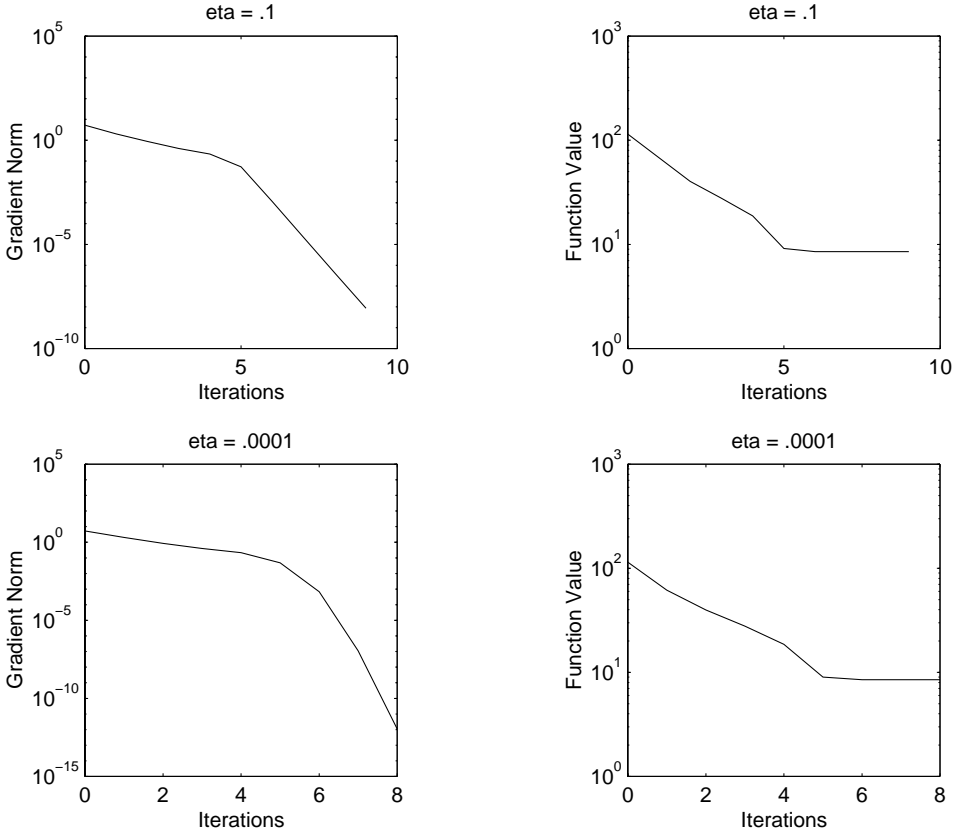 eta = .1
10^5
10^0
10^−5
10^−10
Gradient Norm
0 5 10
Iterations
eta = .1
10^3
10^2
10^1
10^0
Function Value
0 5 10
Iterations
eta = .0001
10^5
10^0
10^−5
10^−10
10^−15
Gradient Norm
0 2 4 6 8
Iterations
eta = .0001
10^3
10^2
10^1
10^0
Function Value
0 2 4 6 8
Iterations